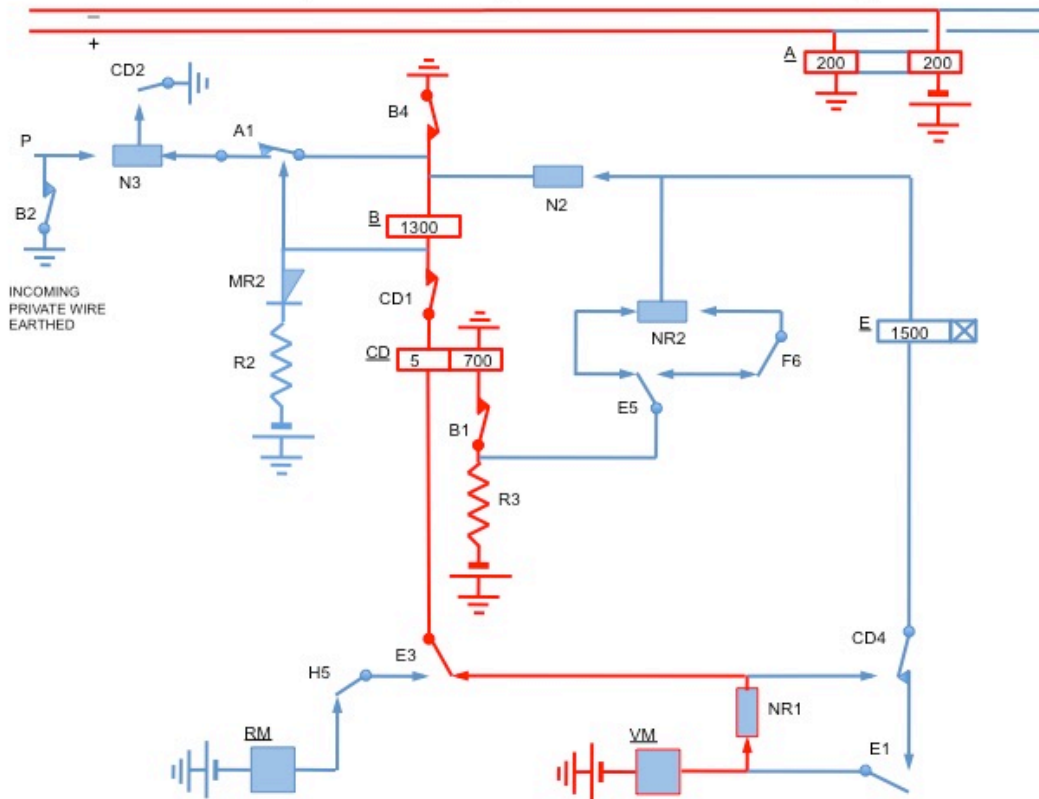 –
+
A
200
200
CD2
B4
P
A1
N3
N2
B2
B
1300
INCOMING
PRIVATE WIRE
EARTHED
MR2
CD1
NR2
E
1500
R2
CD
5
700
F6
B1
E5
R3
CD4
E3
H5
NR1
RM
VM
E1